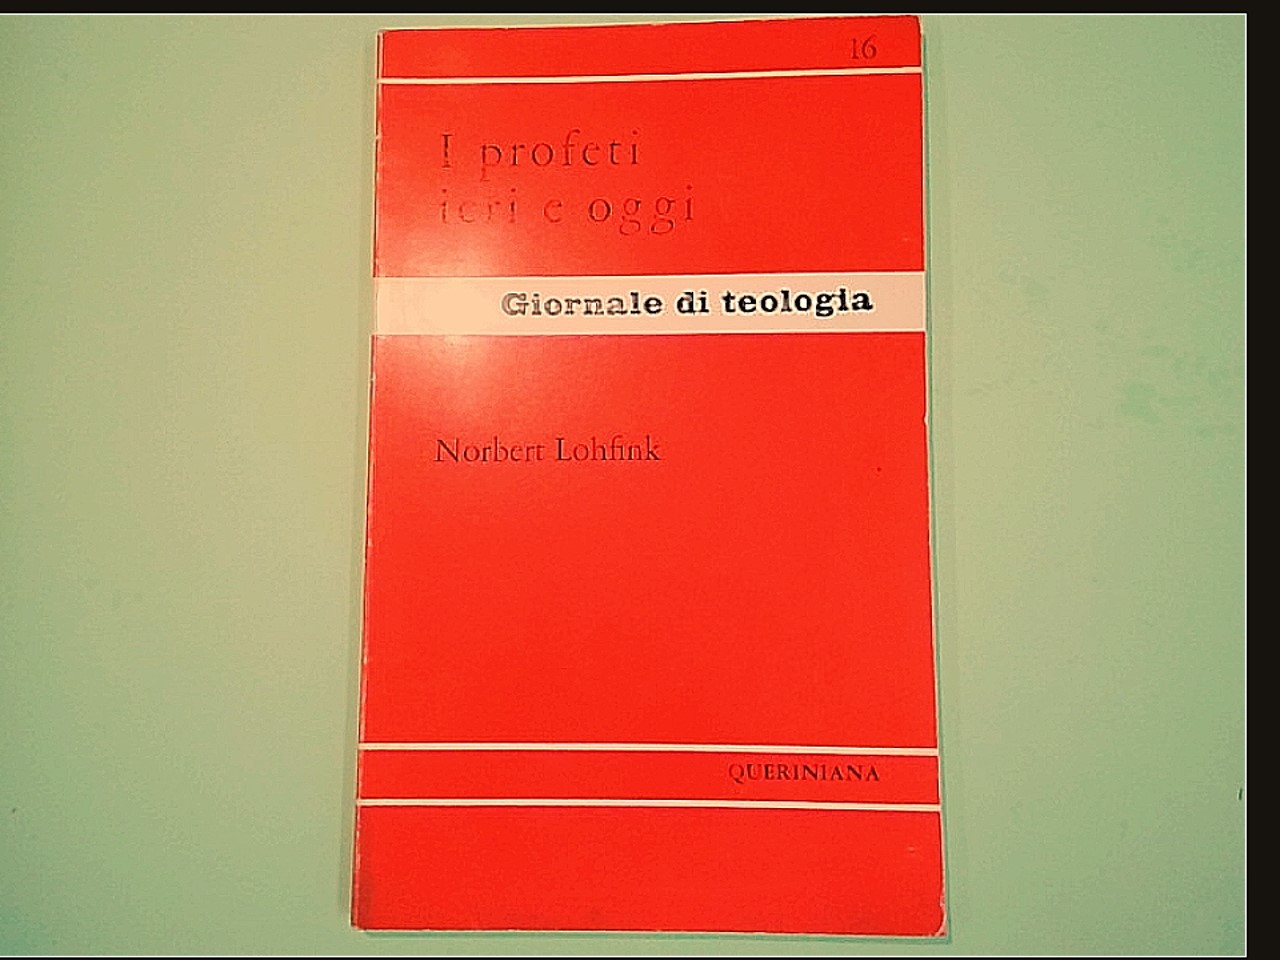 16
I profeti
ieri e oggi
Giornale di teologia
Norbert Lohfink
QUERINIANA